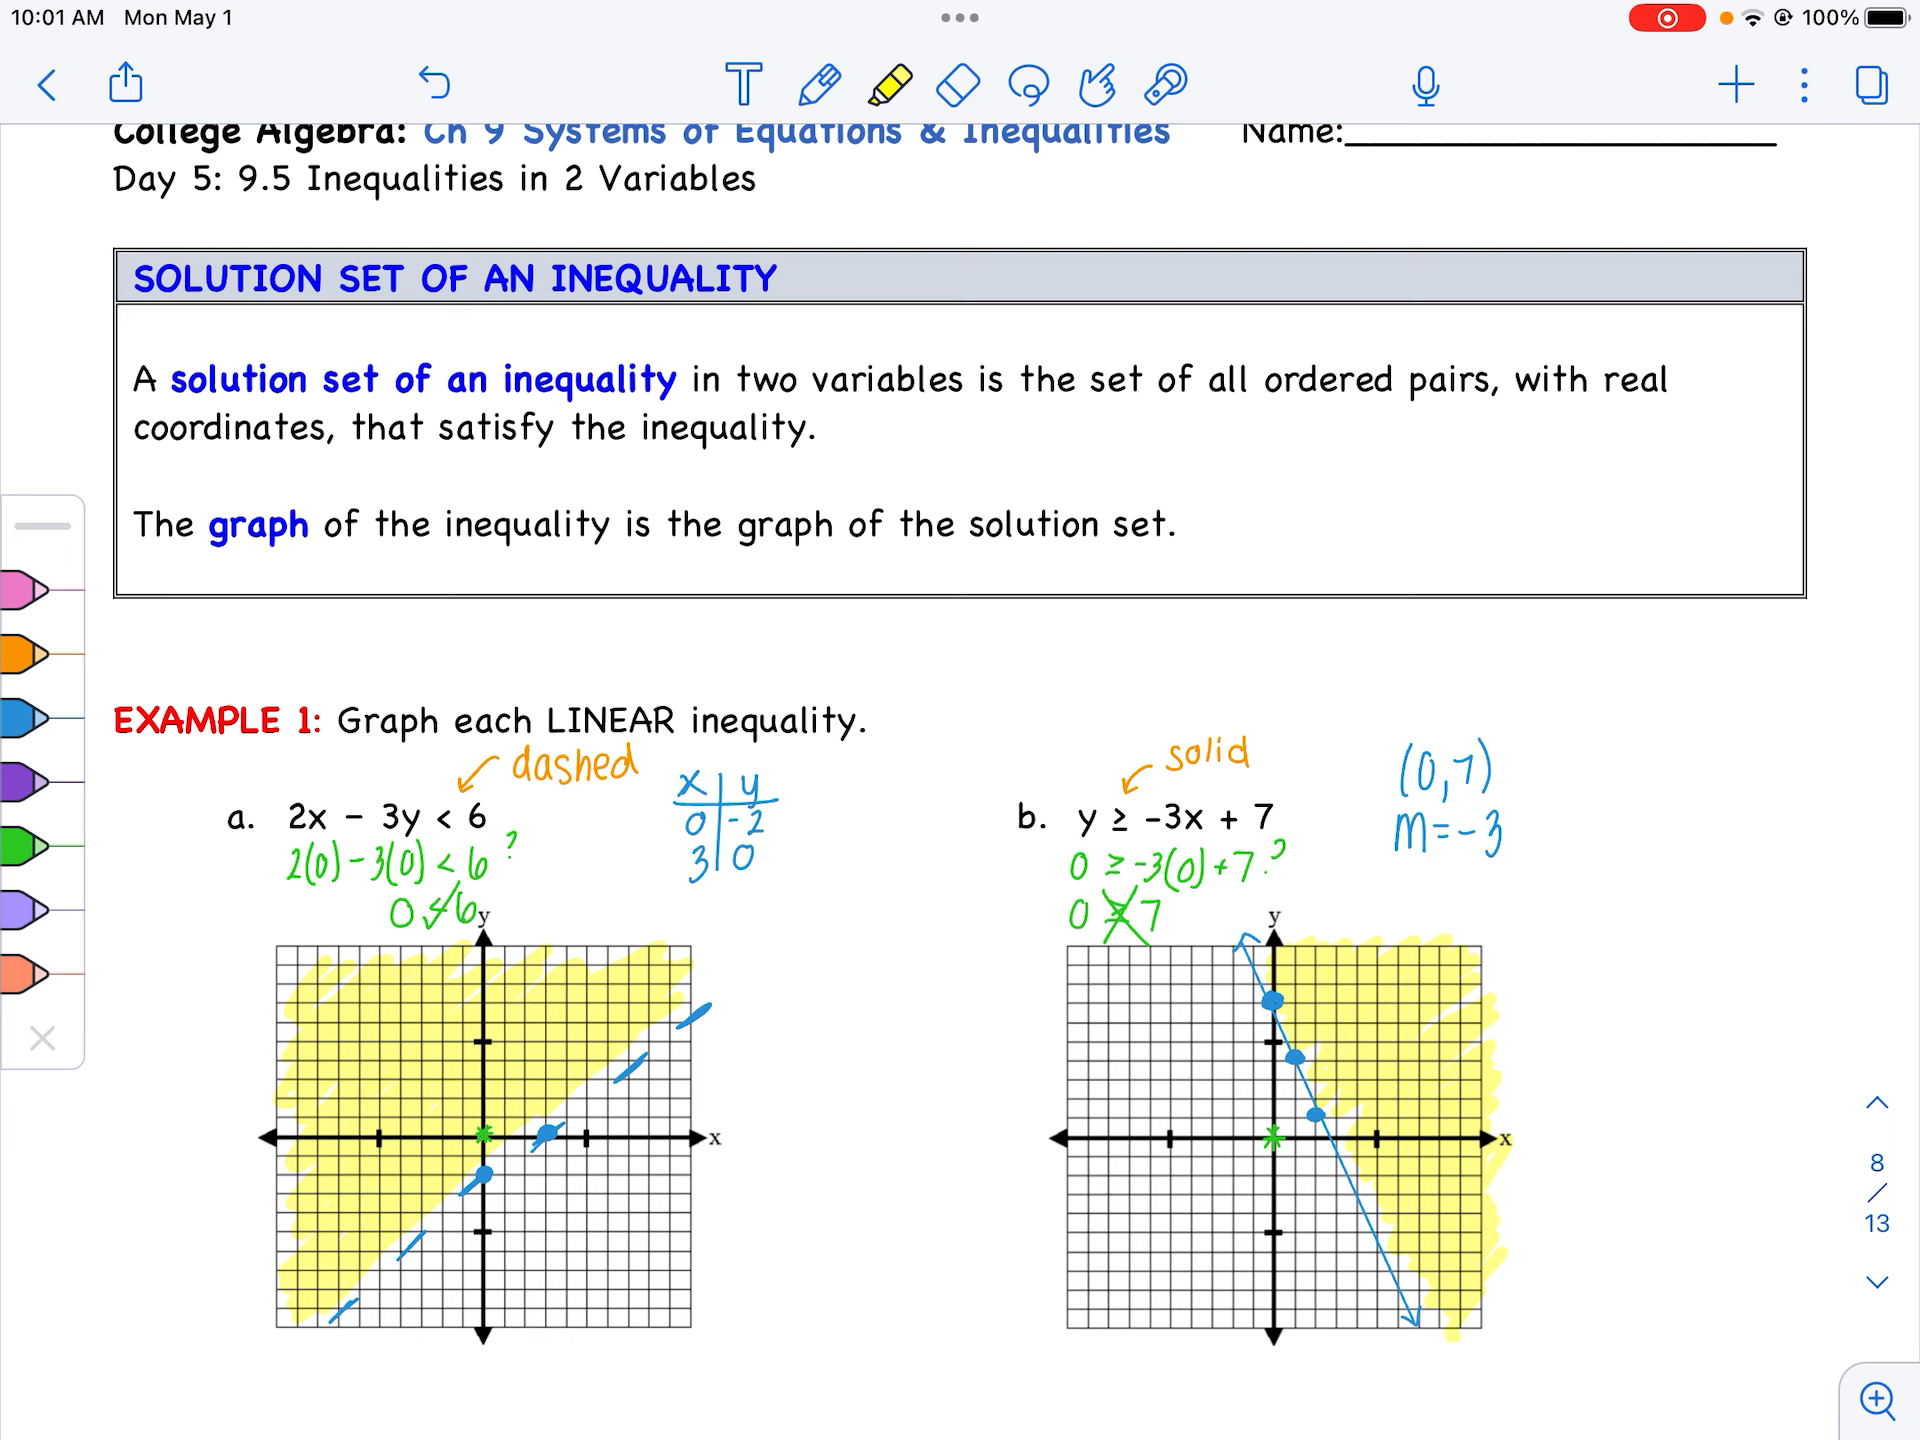 10:01 AM Mon May 1
100%
T
College Algebra: Ch 9 Systems of Equations & Inequalities Name:
Day 5: 9.5 Inequalities in 2 Variables
SOLUTION SET OF AN INEQUALITY
A solution set of an inequality in two variables is the set of all ordered pairs, with real
coordinates, that satisfy the inequality.
The graph of the inequality is the graph of the solution set.
EXAMPLE 1: Graph each LINEAR inequality.
dashed
a. 2x - 3y < 6
2(0) - 3(0) < 6 ?
0 < 6
x | y
0 | -2
3 | 0
y
x
solid
b. y ≥ -3x + 7
0 ≥ -3(0) + 7 ?
0 ≥ 7
(0,7)
m = -3
y
x
8
/
13